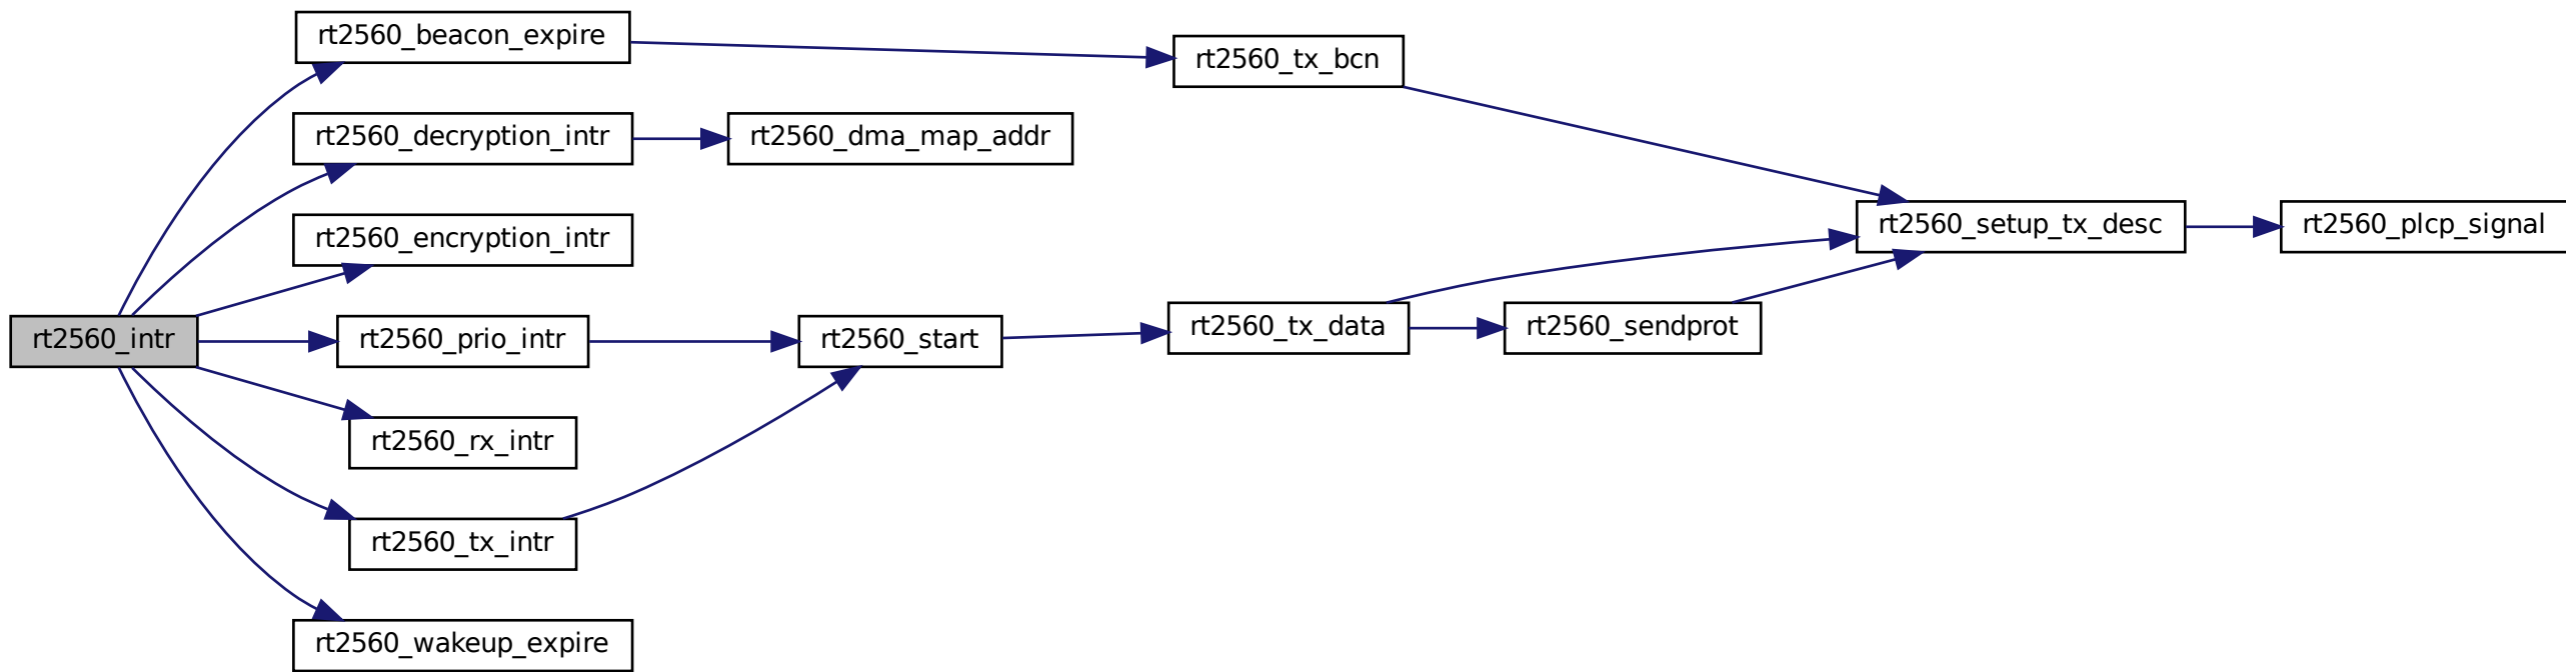 rt2560_beacon_expire
rt2560_tx_bcn
rt2560_decryption_intr
rt2560_dma_map_addr
rt2560_setup_tx_desc
rt2560_plcp_signal
rt2560_encryption_intr
rt2560_intr
rt2560_prio_intr
rt2560_start
rt2560_tx_data
rt2560_sendprot
rt2560_rx_intr
rt2560_tx_intr
rt2560_wakeup_expire